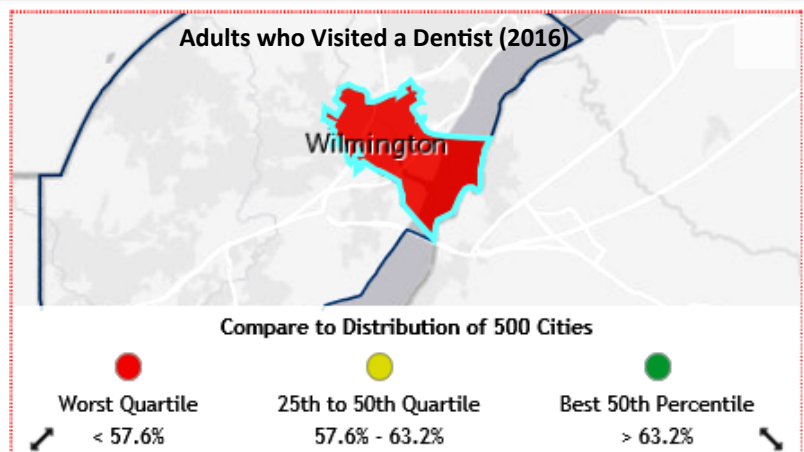 Adults who Visited a Dentist (2016)
Wilmington
Compare to Distribution of 500 Cities
Worst Quartile 25th to 50th Quartile Best 50th Percentile
< 57.6% 57.6% - 63.2% > 63.2%